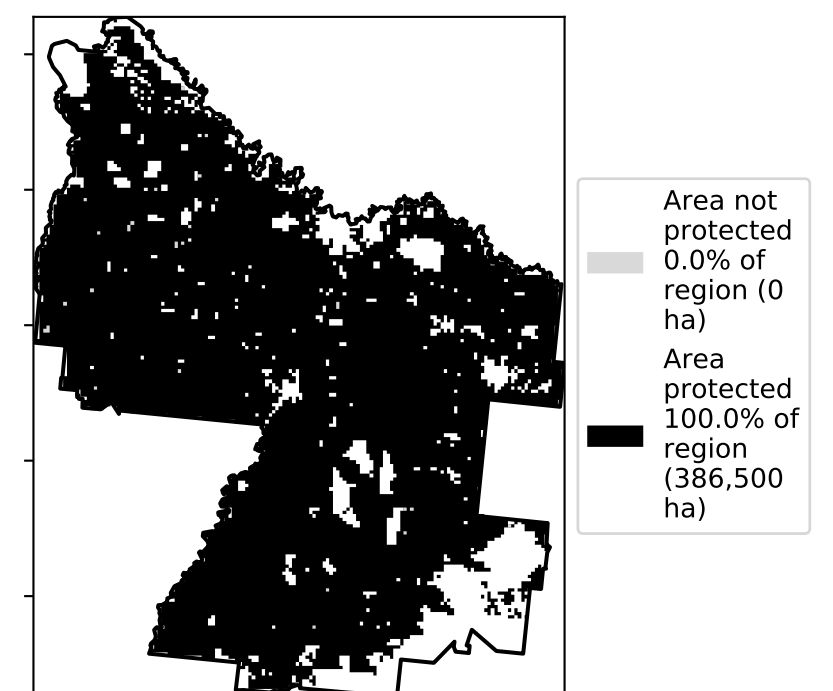 Area not
protected
0.0% of
region (0
ha)
Area
protected
100.0% of
region
(386,500
ha)